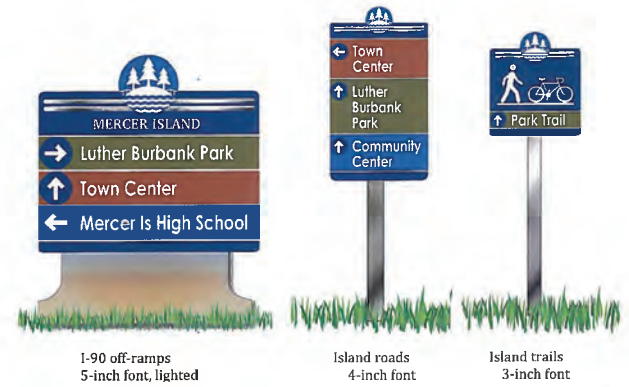 MERCER ISLAND
Luther Burbank Park
Town Center
Mercer Is High School
I-90 off-ramps
5-inch font, lighted
Town
Center
Luther
Burbank
Park
Community
Center
Island roads
4-inch font
Park Trail
Island trails
3-inch font